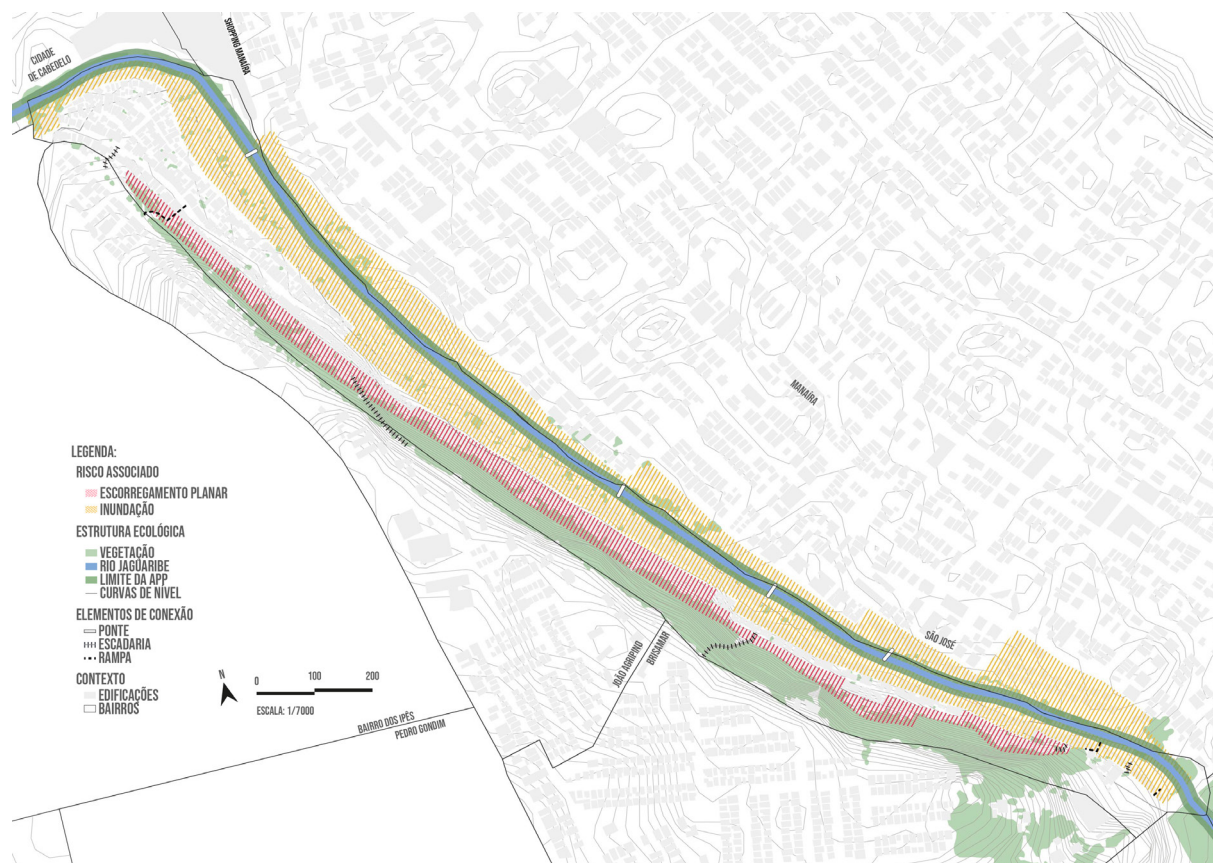 CIDADE
DE CABEDELO
SHOPPING MANAÍRA
MANAÍRA
LEGENDA:
RISCO ASSOCIADO
ESCORREGAMENTO PLANAR
INUNDAÇÃO
ESTRUTURA ECOLÓGICA
VEGETAÇÃO
RIO JAGUARIBE
LIMITE DA APP
CURVAS DE NÍVEL
ELEMENTOS DE CONEXÃO
PONTE
ESCADARIA
RAMPA
CONTEXTO
EDIFICAÇÕES
BAIRROS
N
0 100 200
ESCALA: 1/7000
SÃO JOSÉ
JOÃO AGRIPINO
BRISAMAR
BAIRRO DOS IPÊS
PEDRO GONDIM